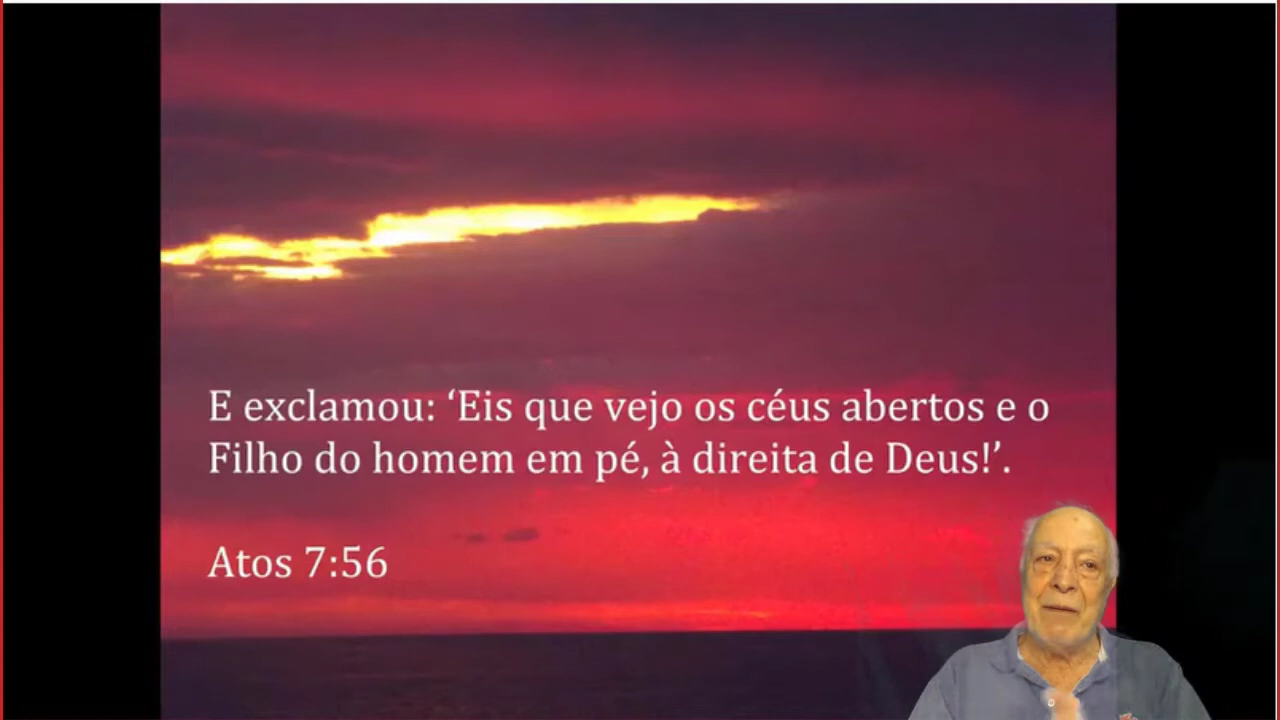 E exclamou: ‘Eis que vejo os céus abertos e o
Filho do homem em pé, à direita de Deus!’.
Atos 7:56